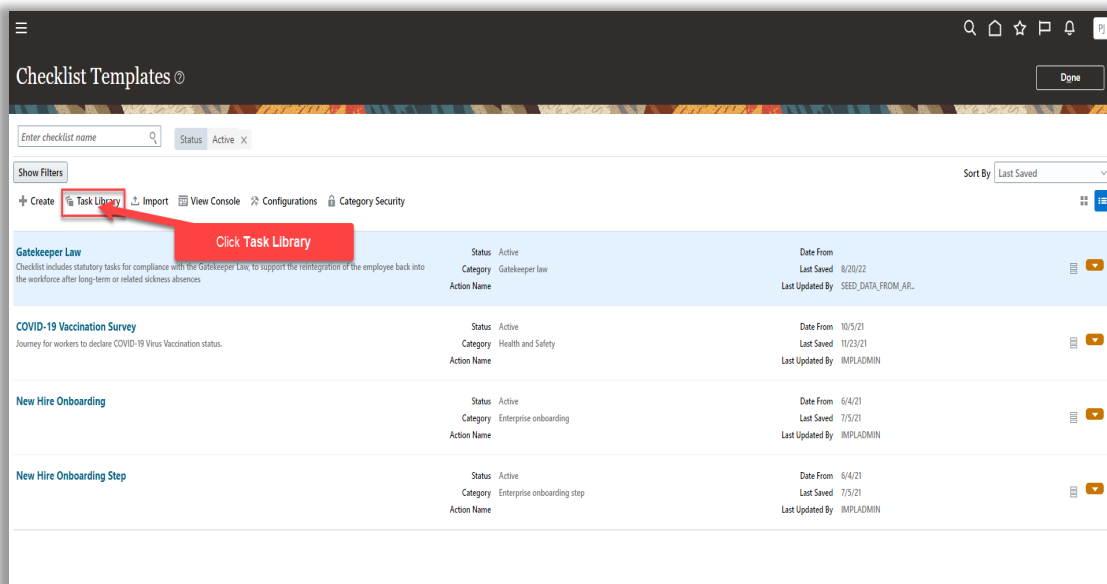 PJ
Checklist Templates
Done
Enter checklist name
Status Active X
Show Filters
Sort By Last Saved
Create Task Library Import View Console Configurations Category Security
Click Task Library
Gatekeeper Law
Checklist includes statutory tasks for compliance with the Gatekeeper Law, to support the reintegration of the employee back into
the workforce after long-term or related sickness absences
Status Active
Category Gatekeeper law
Action Name
Date From
Last Saved 8/20/22
Last Updated By SEED_DATA_FROM_AP...
COVID-19 Vaccination Survey
Journey for workers to declare COVID-19 Virus Vaccination status.
Status Active
Category Health and Safety
Action Name
Date From 10/5/21
Last Saved 11/23/21
Last Updated By IMPLADMIN
New Hire Onboarding
Status Active
Category Enterprise onboarding
Action Name
Date From 6/4/21
Last Saved 7/5/21
Last Updated By IMPLADMIN
New Hire Onboarding Step
Status Active
Category Enterprise onboarding step
Action Name
Date From 6/4/21
Last Saved 7/5/21
Last Updated By IMPLADMIN